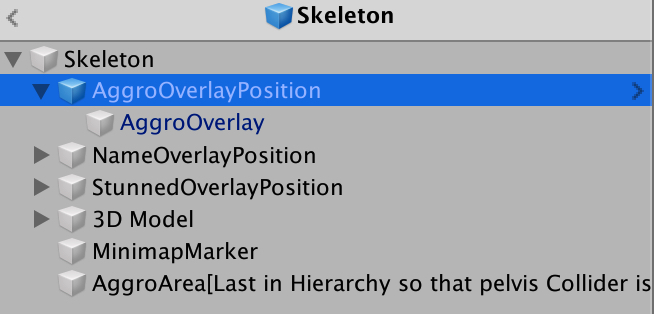 Skeleton
Skeleton
AggroOverlayPosition
AggroOverlay
NameOverlayPosition
StunnedOverlayPosition
3D Model
MinimapMarker
AggroArea[Last in Hierarchy so that pelvis Collider is